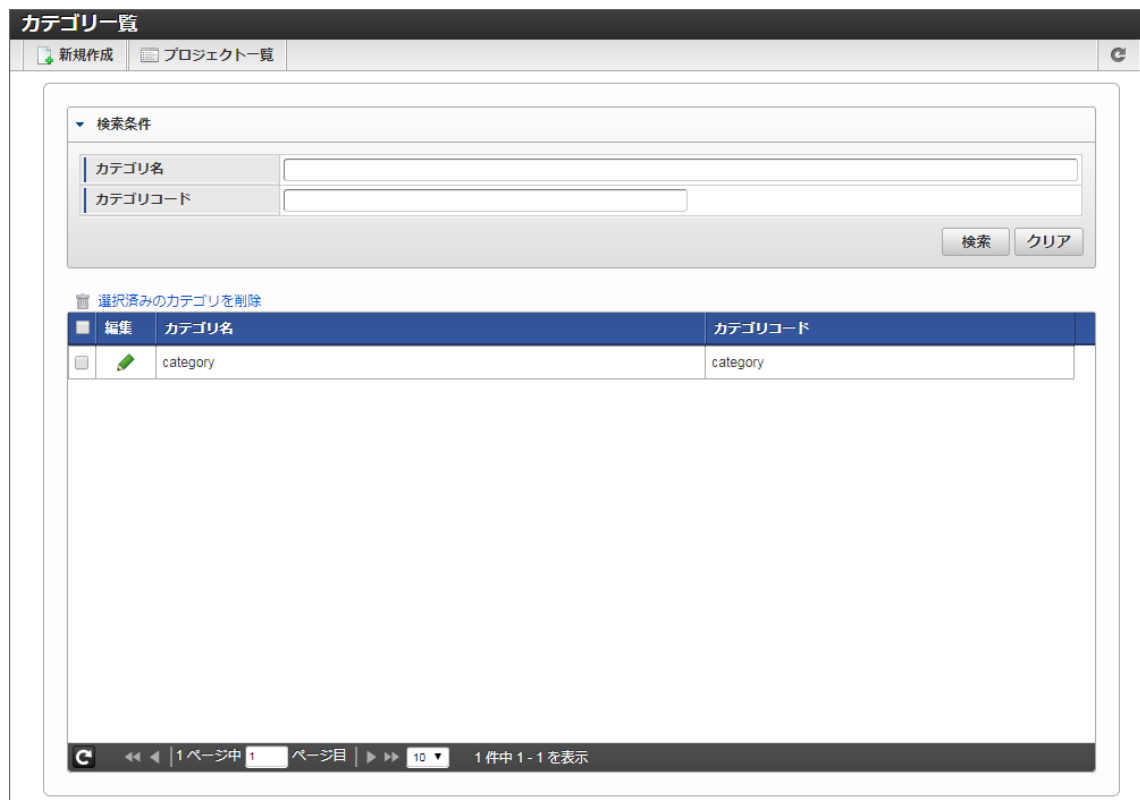 カテゴリ一覧
新規作成 プロジェクト一覧
検索条件
カテゴリ名
カテゴリコード
検索 クリア
選択済みのカテゴリを削除
編集 カテゴリ名 カテゴリコード
category category
1 ページ中 1 ページ目 10 1 件中 1 - 1 を表示